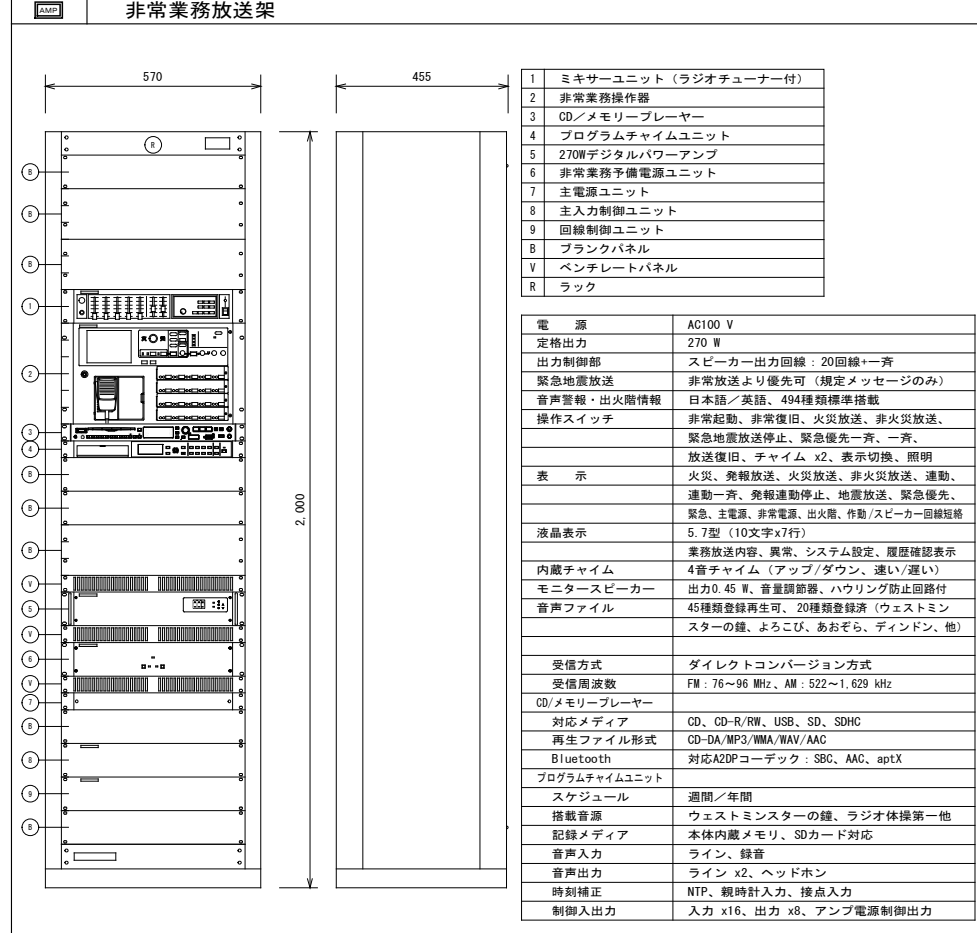 AMP 非常業務放送架
570
455
2,000
R
B
B
B
1
2
3
4
B
B
B
V
5
V
6
V
7
B
8
9
B
1 ミキサーユニット（ラジオチューナー付）
2 非常業務操作器
3 CD／メモリープレーヤー
4 プログラムチャイムユニット
5 270Wデジタルパワーアンプ
6 非常業務予備電源ユニット
7 主電源ユニット
8 主入力制御ユニット
9 回線制御ユニット
B ブランクパネル
V ベンチレートパネル
R ラック
電　源 AC100 V
定格出力 270 W
出力制御部 スピーカー出力回線：20回線+一斉
緊急地震放送 非常放送より優先可（規定メッセージのみ）
音声警報・出火階情報 日本語／英語、494種類標準搭載
操作スイッチ 非常起動、非常復旧、火災放送、非火災放送、
緊急地震放送停止、緊急優先一斉、一斉、
放送復旧、チャイム x2、表示切換、照明
表　示 火災、発報放送、火災放送、非火災放送、連動、
連動一斉、発報連動停止、地震放送、緊急優先、
緊急、主電源、非常電源、出火階、作動/スピーカー回線短絡
液晶表示 5.7型（10文字x7行）
業務放送内容、異常、システム設定、履歴確認表示
内蔵チャイム 4音チャイム（アップ/ダウン、速い/遅い）
モニタースピーカー 出力0.45 W、音量調節器、ハウリング防止回路付
音声ファイル 45種類登録再生可、20種類登録済（ウェストミン
スターの鐘、よろこび、あおぞら、ディンドン、他）
受信方式 ダイレクトコンバージョン方式
受信周波数 FM：76～96 MHz、AM：522～1,629 kHz
CD/メモリープレーヤー
対応メディア CD、CD-R/RW、USB、SD、SDHC
再生ファイル形式 CD-DA/MP3/WMA/WAV/AAC
Bluetooth 対応A2DPコーデック：SBC、AAC、aptX
プログラムチャイムユニット
スケジュール 週間／年間
搭載音源 ウェストミンスターの鐘、ラジオ体操第一他
記録メディア 本体内蔵メモリ、SDカード対応
音声入力 ライン、録音
音声出力 ライン x2、ヘッドホン
時刻補正 NTP、親時計入力、接点入力
制御入出力 入力 x16、出力 x8、アンプ電源制御出力